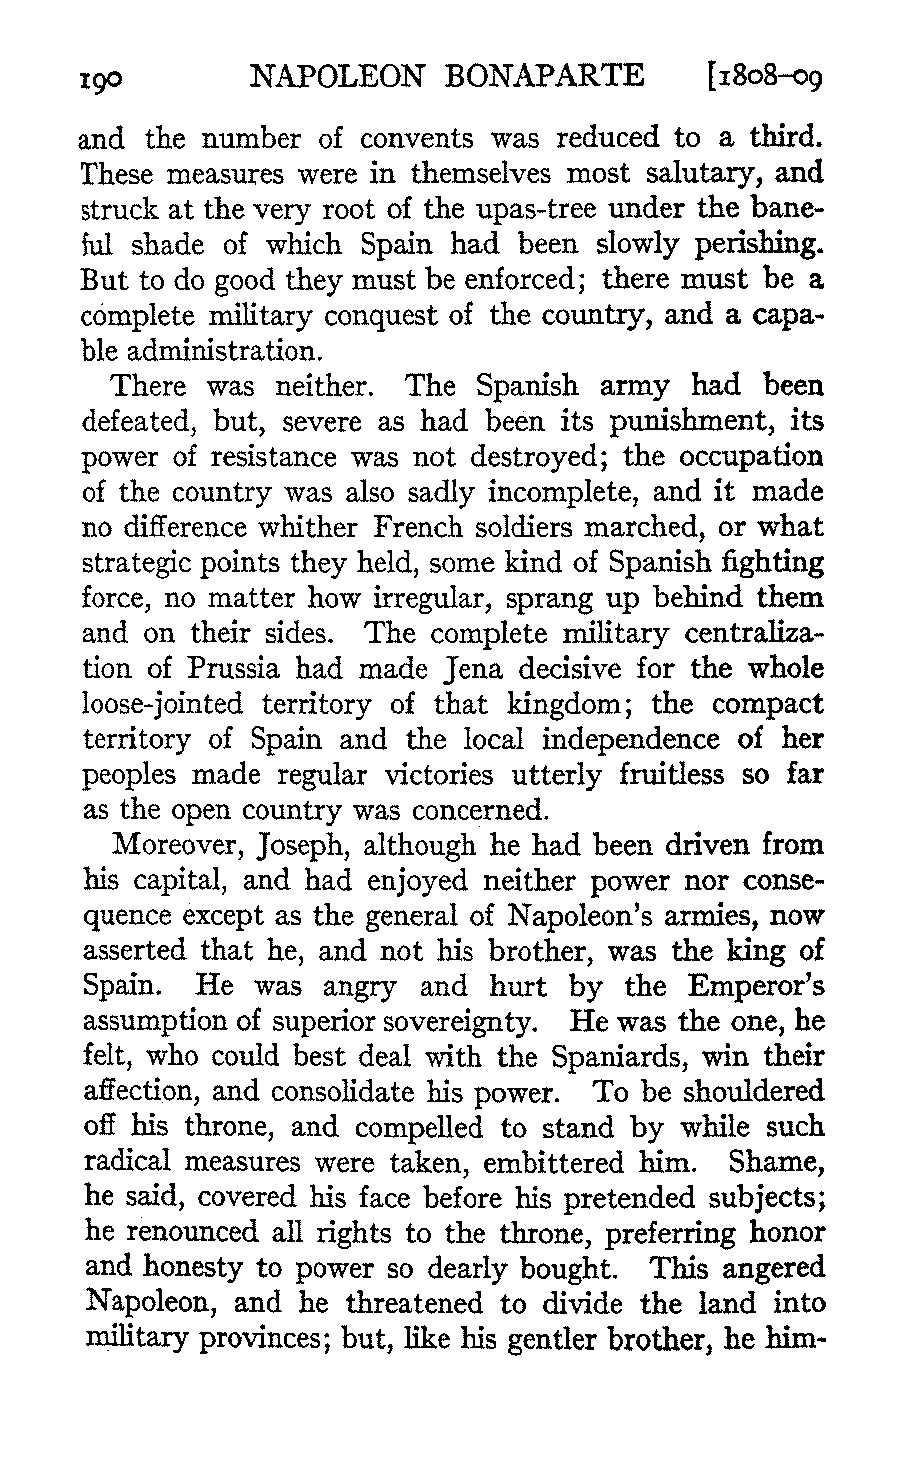 190 NAPOLEON BONAPARTE [1808-09
and the number of convents was reduced to a third.
These measures were in themselves most salutary, and
struck at the very root of the upas-tree under the bane-
ful shade of which Spain had been slowly perishing.
But to do good they must be enforced; there must be a
complete military conquest of the country, and a capa-
ble administration.
There was neither. The Spanish army had been
defeated, but, severe as had been its punishment, its
power of resistance was not destroyed; the occupation
of the country was also sadly incomplete, and it made
no difference whither French soldiers marched, or what
strategic points they held, some kind of Spanish fighting
force, no matter how irregular, sprang up behind them
and on their sides. The complete military centraliza-
tion of Prussia had made Jena decisive for the whole
loose-jointed territory of that kingdom; the compact
territory of Spain and the local independence of her
peoples made regular victories utterly fruitless so far
as the open country was concerned.
Moreover, Joseph, although he had been driven from
his capital, and had enjoyed neither power nor conse-
quence except as the general of Napoleon's armies, now
asserted that he, and not his brother, was the king of
Spain. He was angry and hurt by the Emperor's
assumption of superior sovereignty. He was the one, he
felt, who could best deal with the Spaniards, win their
affection, and consolidate his power. To be shouldered
off his throne, and compelled to stand by while such
radical measures were taken, embittered him. Shame,
he said, covered his face before his pretended subjects;
he renounced all rights to the throne, preferring honor
and honesty to power so dearly bought. This angered
Napoleon, and he threatened to divide the land into
military provinces; but, like his gentler brother, he him-